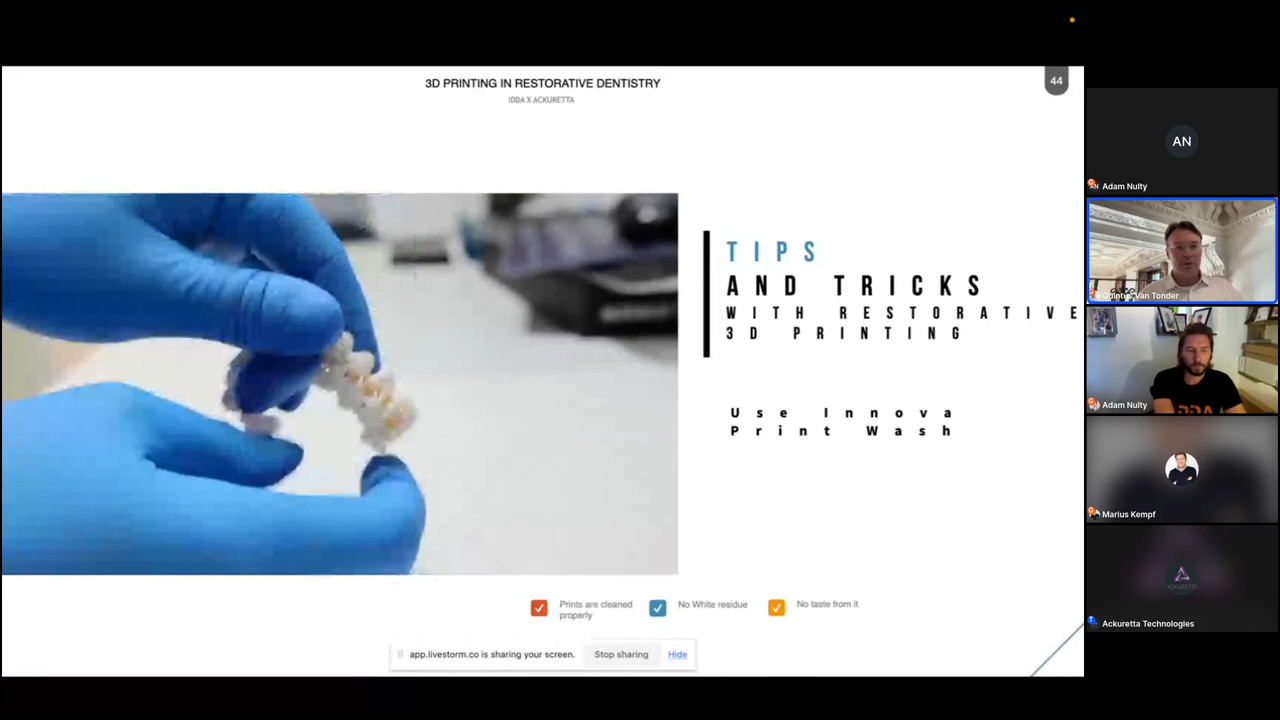 3D PRINTING IN RESTORATIVE DENTISTRY
IDDA X ACKURETTA
44
TIPS
AND TRICKS
WITH RESTORATIVE
3D PRINTING
Use Innova
Print Wash
Prints are cleaned
properly
No White residue
No taste from it
app.livestorm.co is sharing your screen.
Stop sharing
Hide
AN
Adam Nulty
Quintus Van Tonder
Adam Nulty
Marius Kempf
ACKURETTA
Ackuretta Technologies